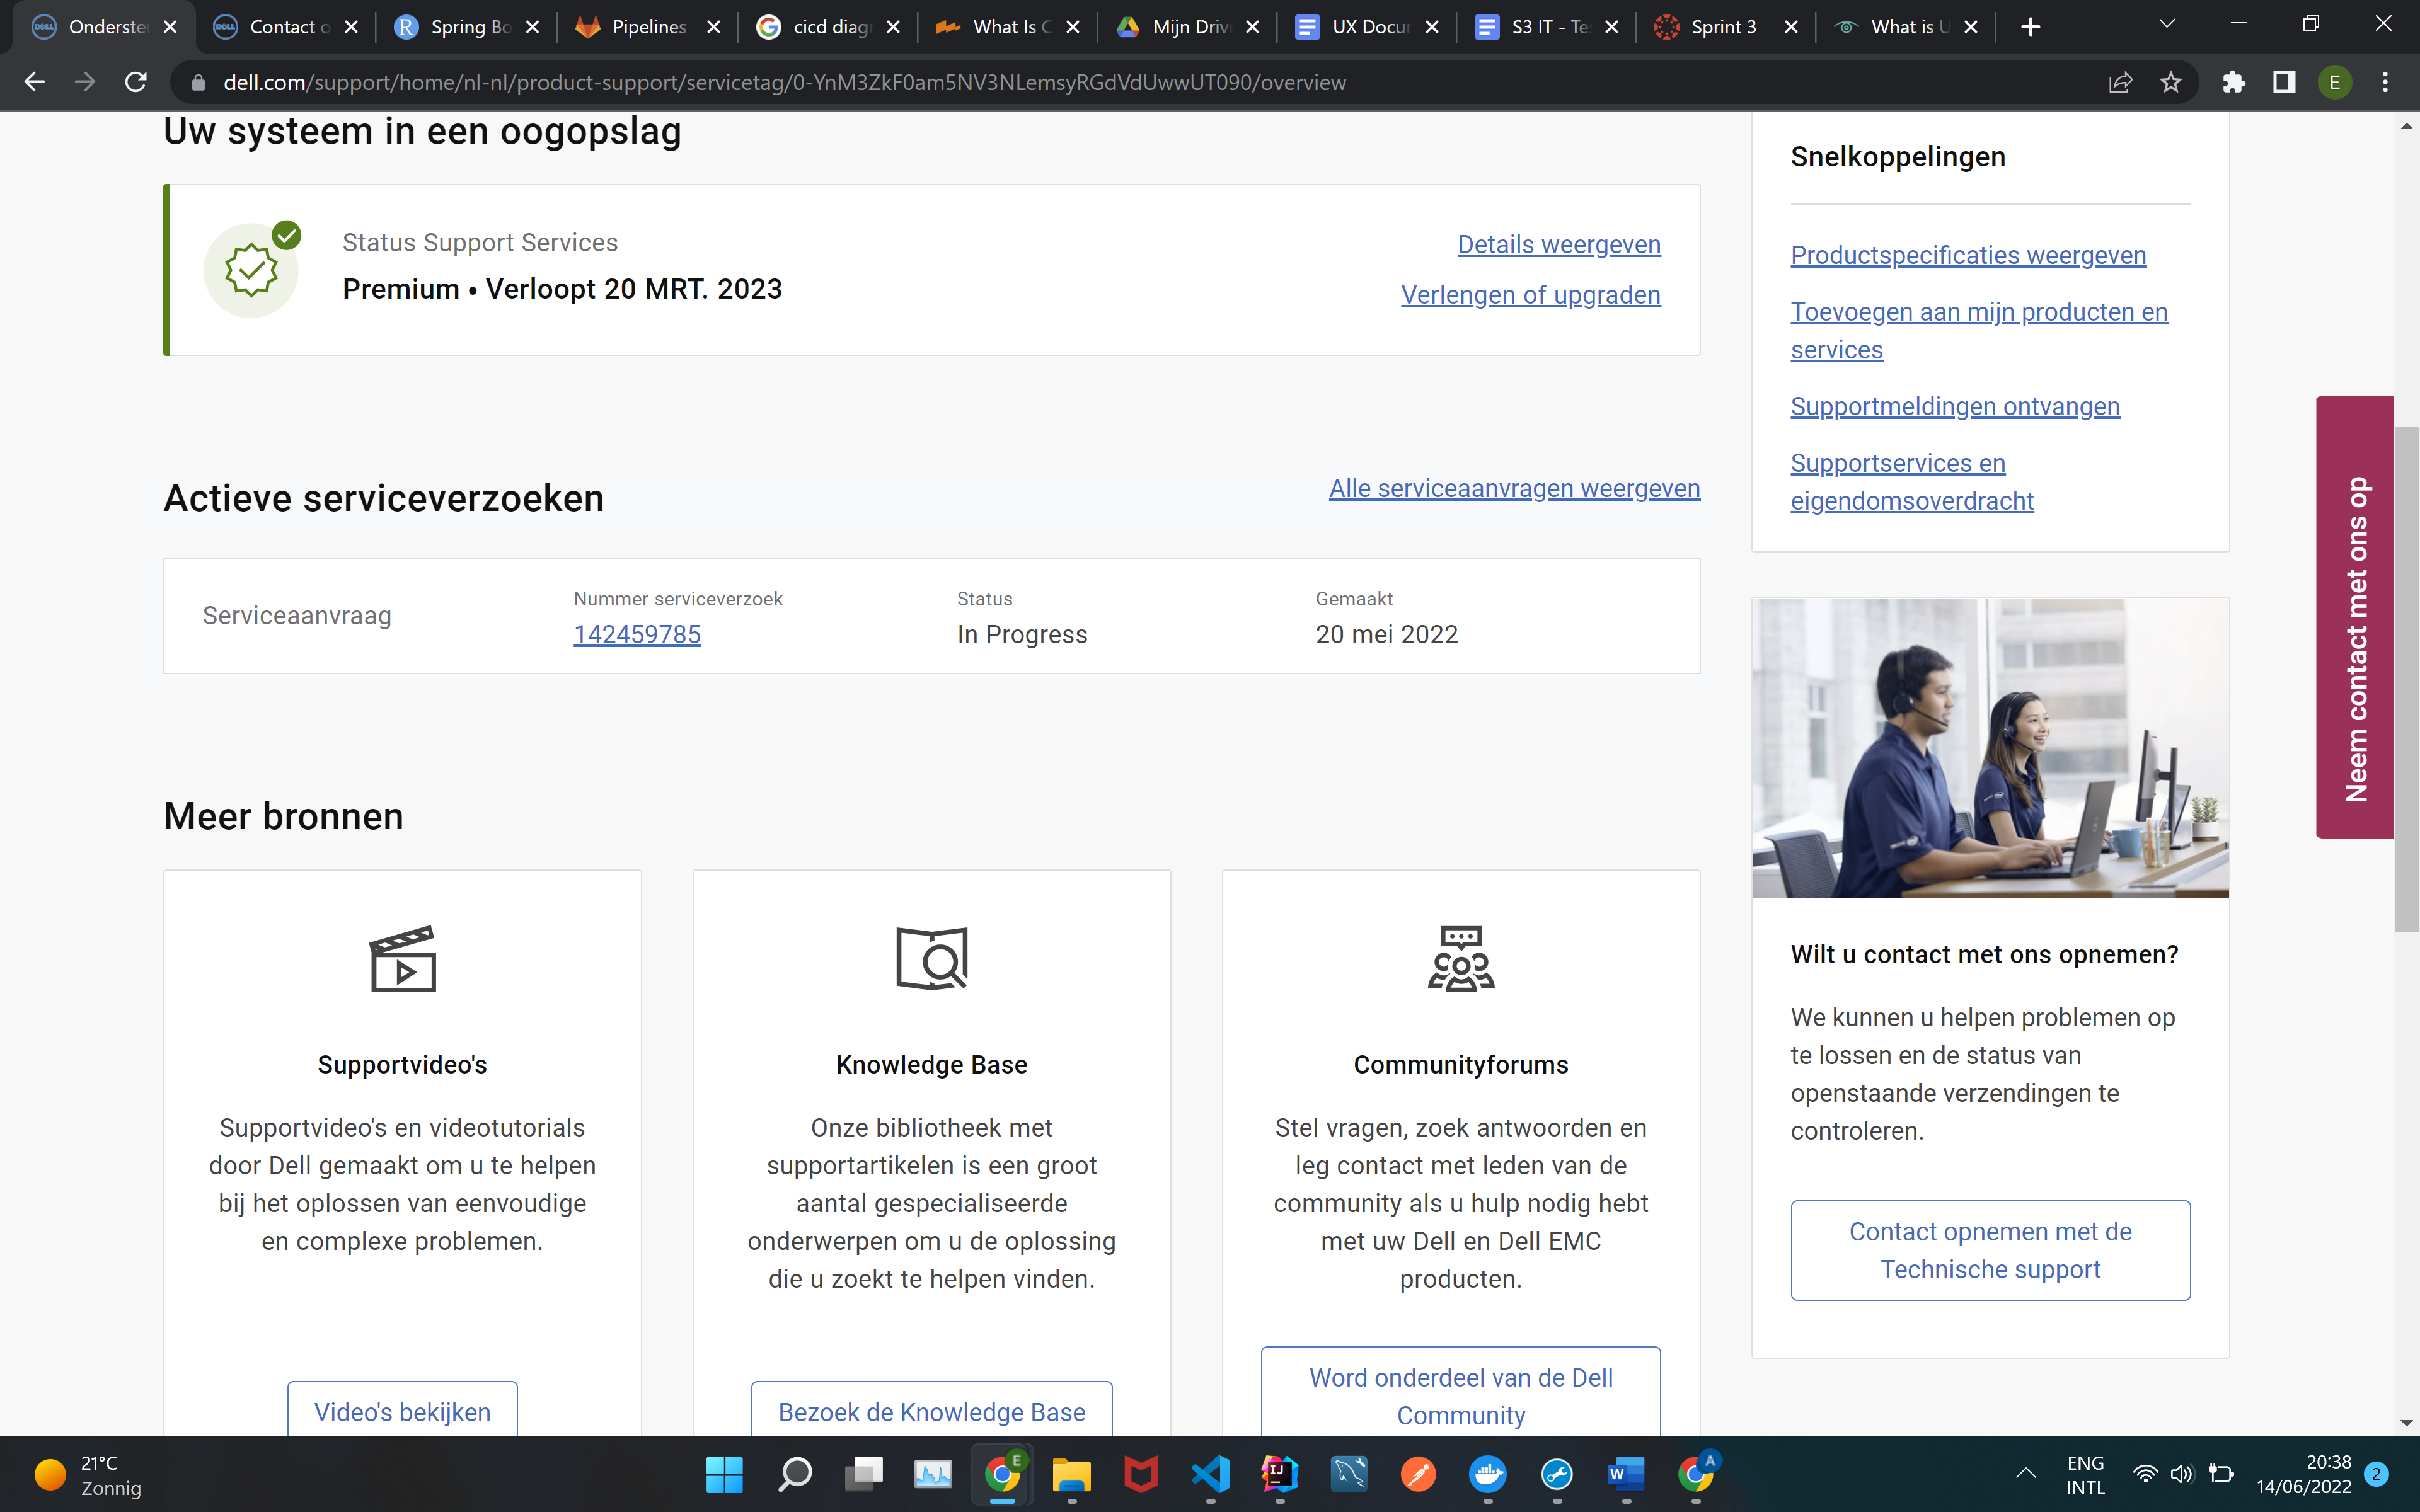 Onderste
Contact o
Spring Bo
Pipelines
cicd diagr
What Is C
Mijn Driv
UX Docur
S3 IT - Te
Sprint 3
What is U
dell.com/support/home/nl-nl/product-support/servicetag/0-YnM3ZkF0am5NV3NLemsyRGdVdUwwUT090/overview
E
Uw systeem in een oogopslag
Status Support Services
Premium • Verloopt 20 MRT. 2023
Details weergeven
Verlengen of upgraden
Actieve serviceverzoeken
Alle serviceaanvragen weergeven
Serviceaanvraag
Nummer serviceverzoek
142459785
Status
In Progress
Gemaakt
20 mei 2022
Meer bronnen
Supportvideo's
Supportvideo's en videotutorials
door Dell gemaakt om u te helpen
bij het oplossen van eenvoudige
en complexe problemen.
Video's bekijken
Knowledge Base
Onze bibliotheek met
supportartikelen is een groot
aantal gespecialiseerde
onderwerpen om u de oplossing
die u zoekt te helpen vinden.
Bezoek de Knowledge Base
Communityforums
Stel vragen, zoek antwoorden en
leg contact met leden van de
community als u hulp nodig hebt
met uw Dell en Dell EMC
producten.
Word onderdeel van de Dell
Community
Snelkoppelingen
Productspecificaties weergeven
Toevoegen aan mijn producten en
services
Supportmeldingen ontvangen
Supportservices en
eigendomsoverdracht
Wilt u contact met ons opnemen?
We kunnen u helpen problemen op
te lossen en de status van
openstaande verzendingen te
controleren.
Contact opnemen met de
Technische support
Neem contact met ons op
21°C
Zonnig
E
IJ
W
A
ENG
INTL
20:38
14/06/2022
2